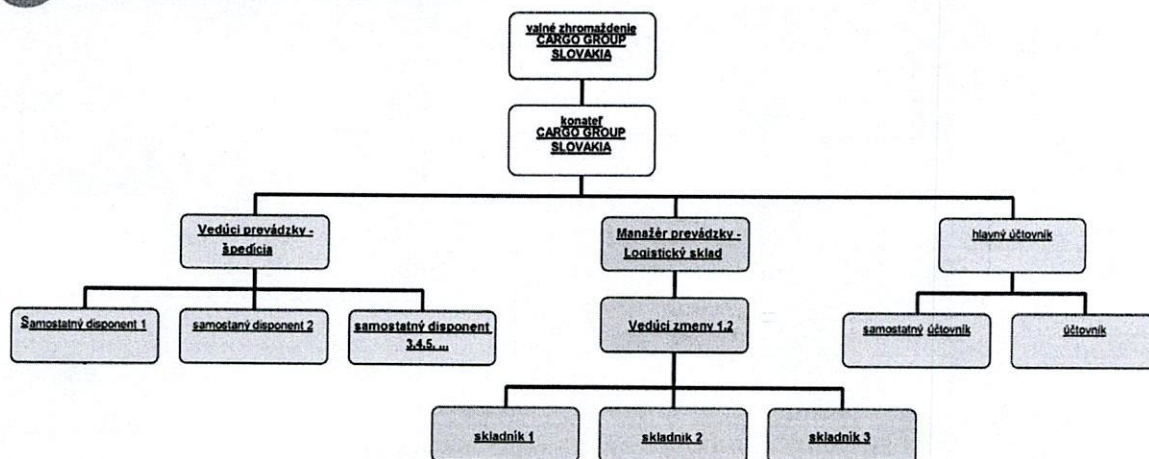 valné zhromaždenie
CARGO GROUP
SLOVAKIA
konateľ
CARGO GROUP
SLOVAKIA
Vedúci prevádzky -
špedícia
Manažér prevádzky -
Logistický sklad
hlavný účtovník
Samostatný disponent 1
samostaný disponent 2
samostatný disponent
3,4,5, ...
Vedúci zmeny 1,2
samostatný účtovník
účtovník
skladník 1
skladník 2
skladník 3